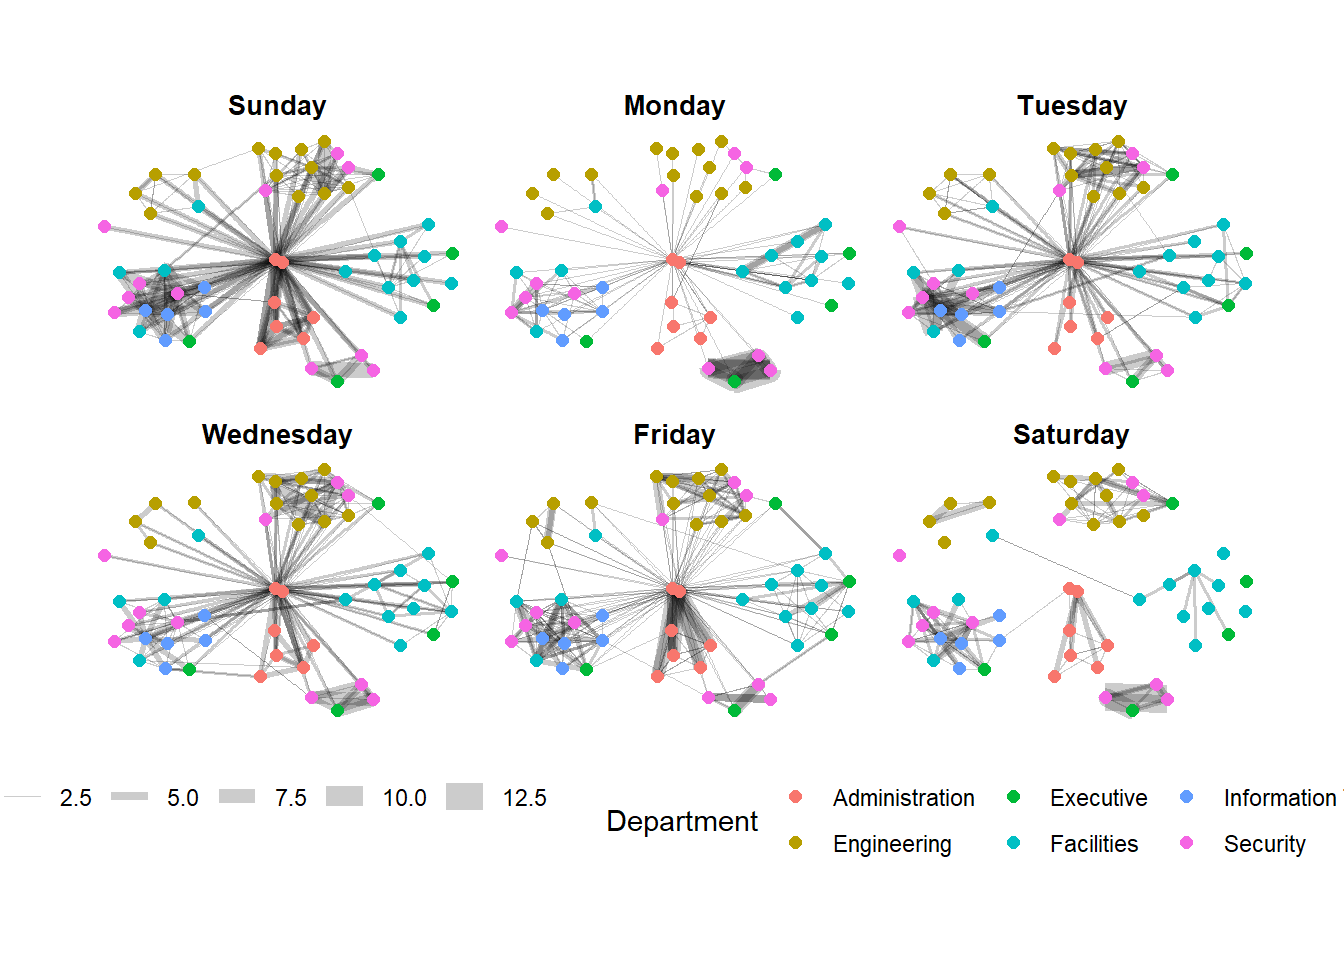 Sunday
Monday
Tuesday
Wednesday
Friday
Saturday
2.5
5.0
7.5
10.0
12.5
Department
Administration
Executive
Information
Engineering
Facilities
Security